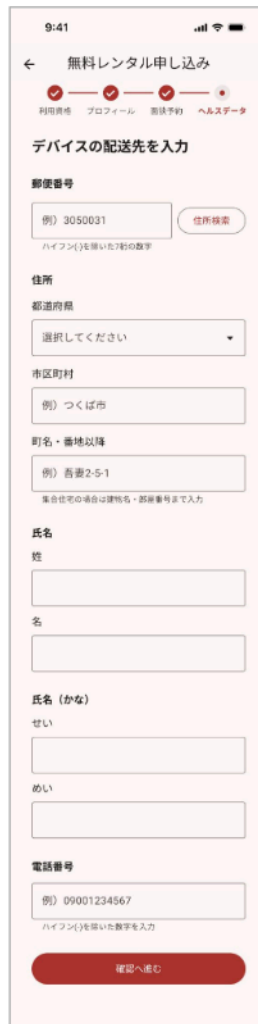 9:41
← 無料レンタル申し込み
利用資格 プロフィール 面談予約 ヘルスデータ
デバイスの配送先を入力
郵便番号
例）3050031 住所検索
ハイフン(-)を除いた7桁の数字
住所
都道府県
選択してください
市区町村
例）つくば市
町名・番地以降
例）吾妻2-5-1
集合住宅の場合は建物名・部屋番号まで入力
氏名
姓
名
氏名（かな）
せい
めい
電話番号
例）09001234567
ハイフン(-)を除いた数字を入力
確認へ進む